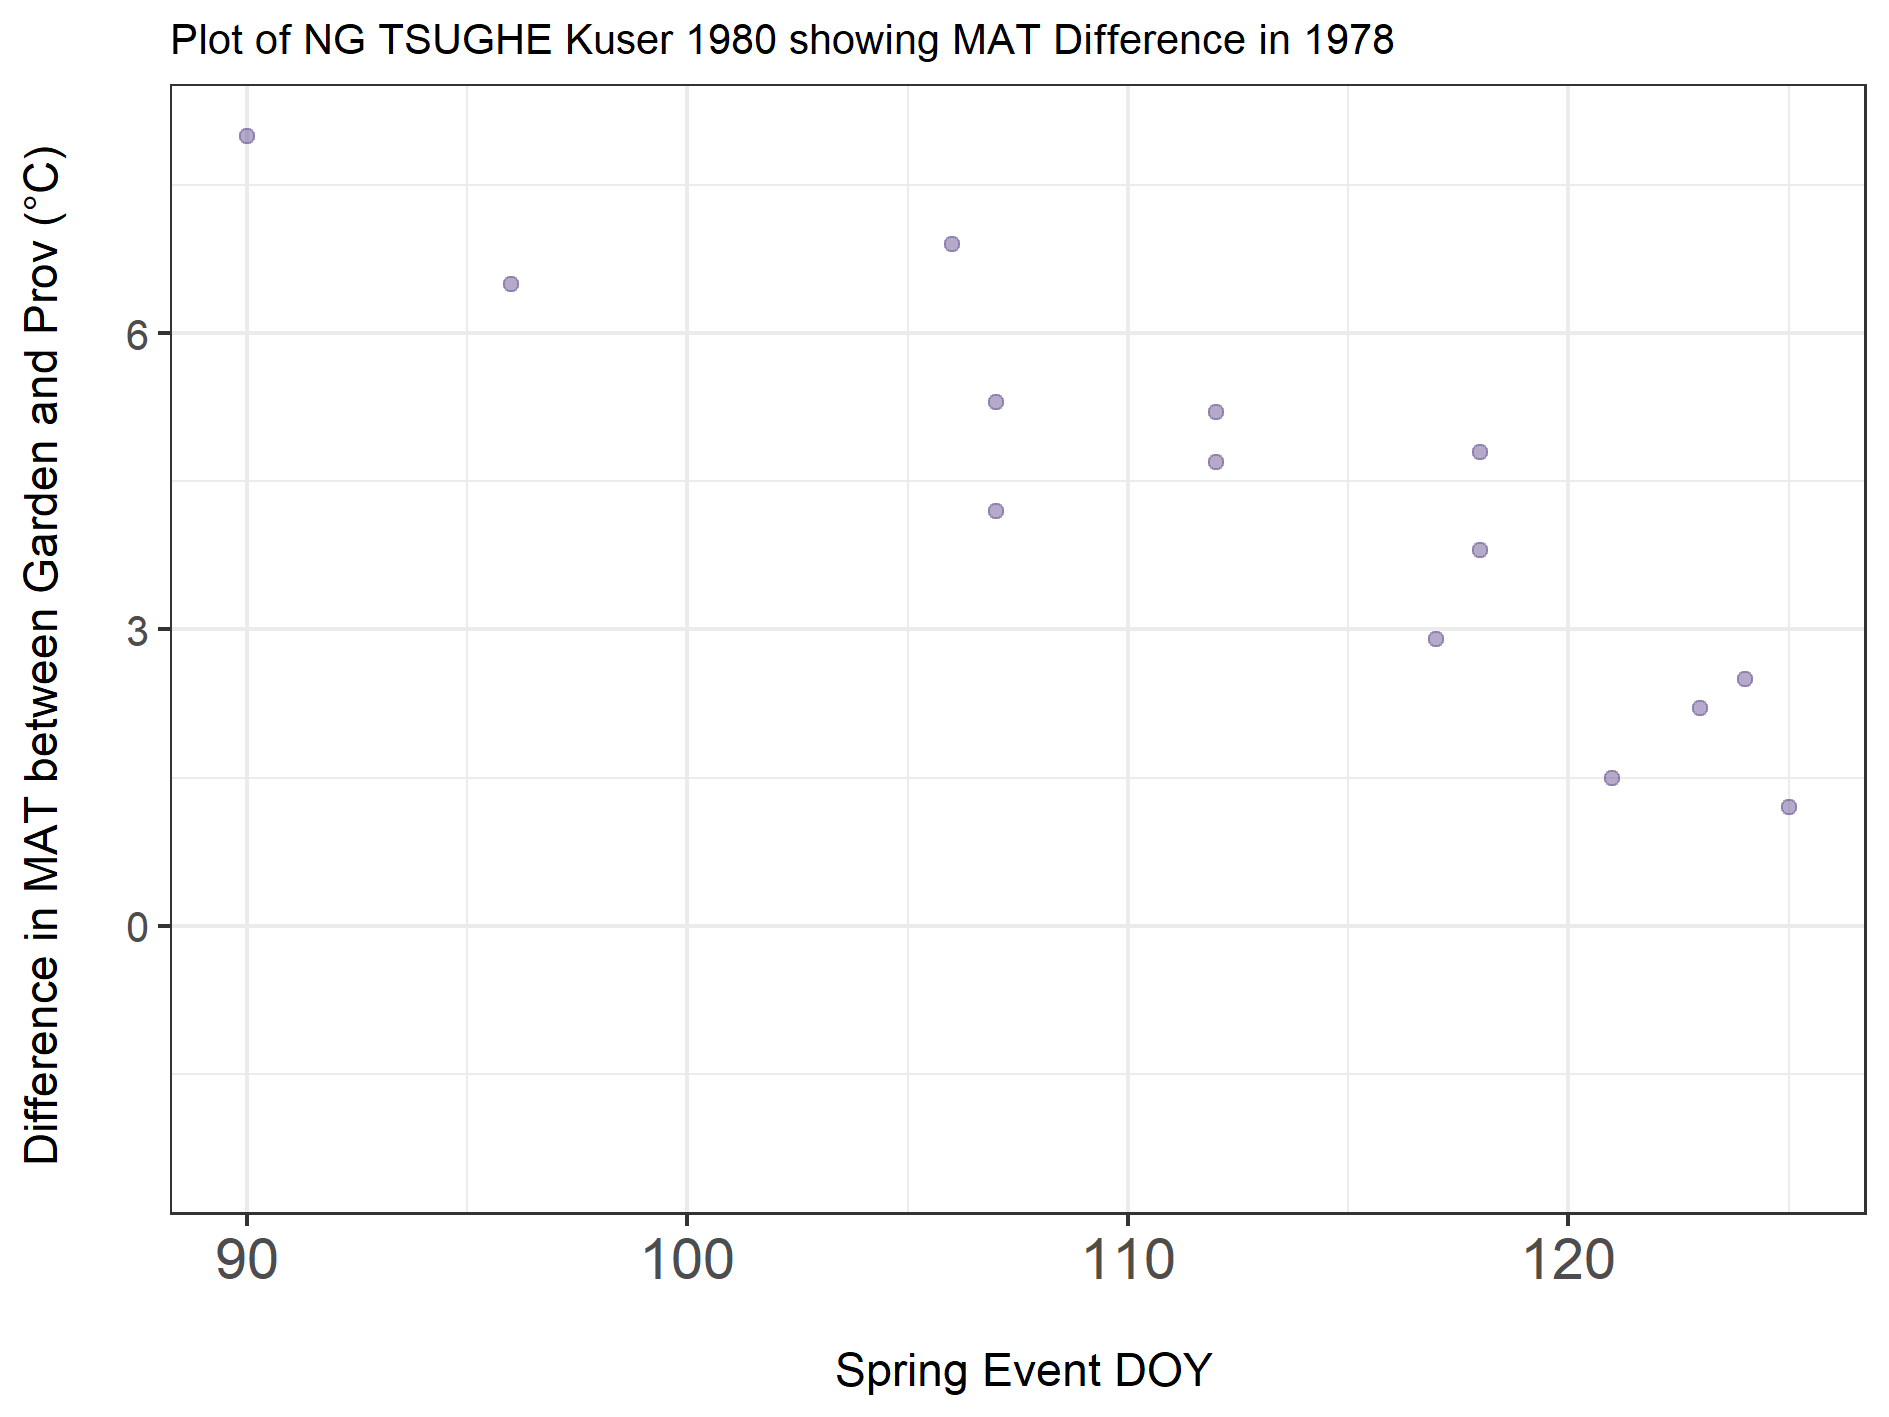 Plot of NG TSUGHE Kuser 1980 showing MAT Difference in 1978
Difference in MAT between Garden and Prov (°C)
6
3
0
90 100 110 120
Spring Event DOY